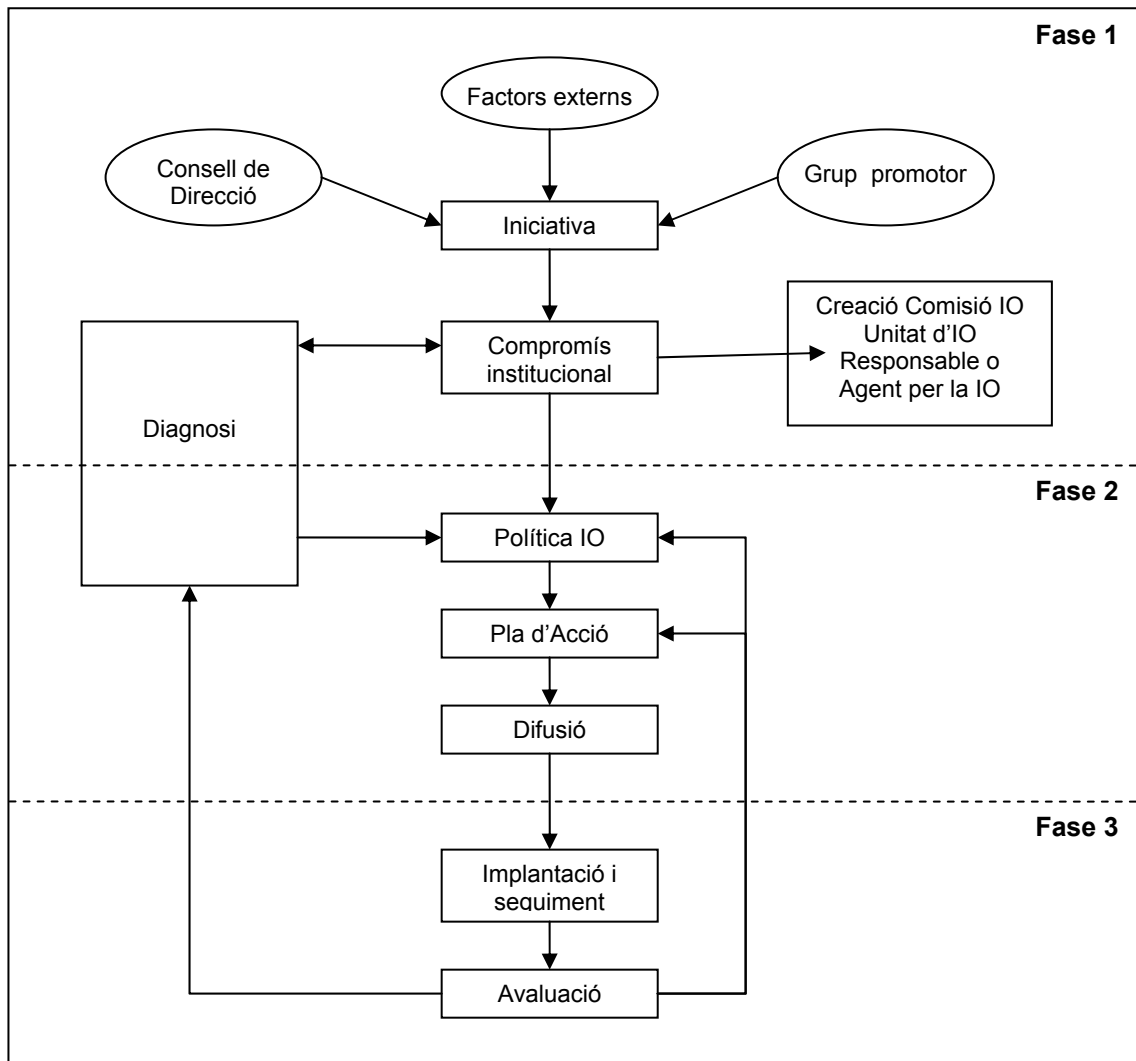 Fase 1
Factors externs
Consell de
Direcció
Grup promotor
Iniciativa
Creació Comisió IO
Unitat d’IO
Responsable o
Agent per la IO
Compromís
institucional
Diagnosi
Fase 2
Política IO
Pla d’Acció
Difusió
Fase 3
Implantació i
seguiment
Avaluació